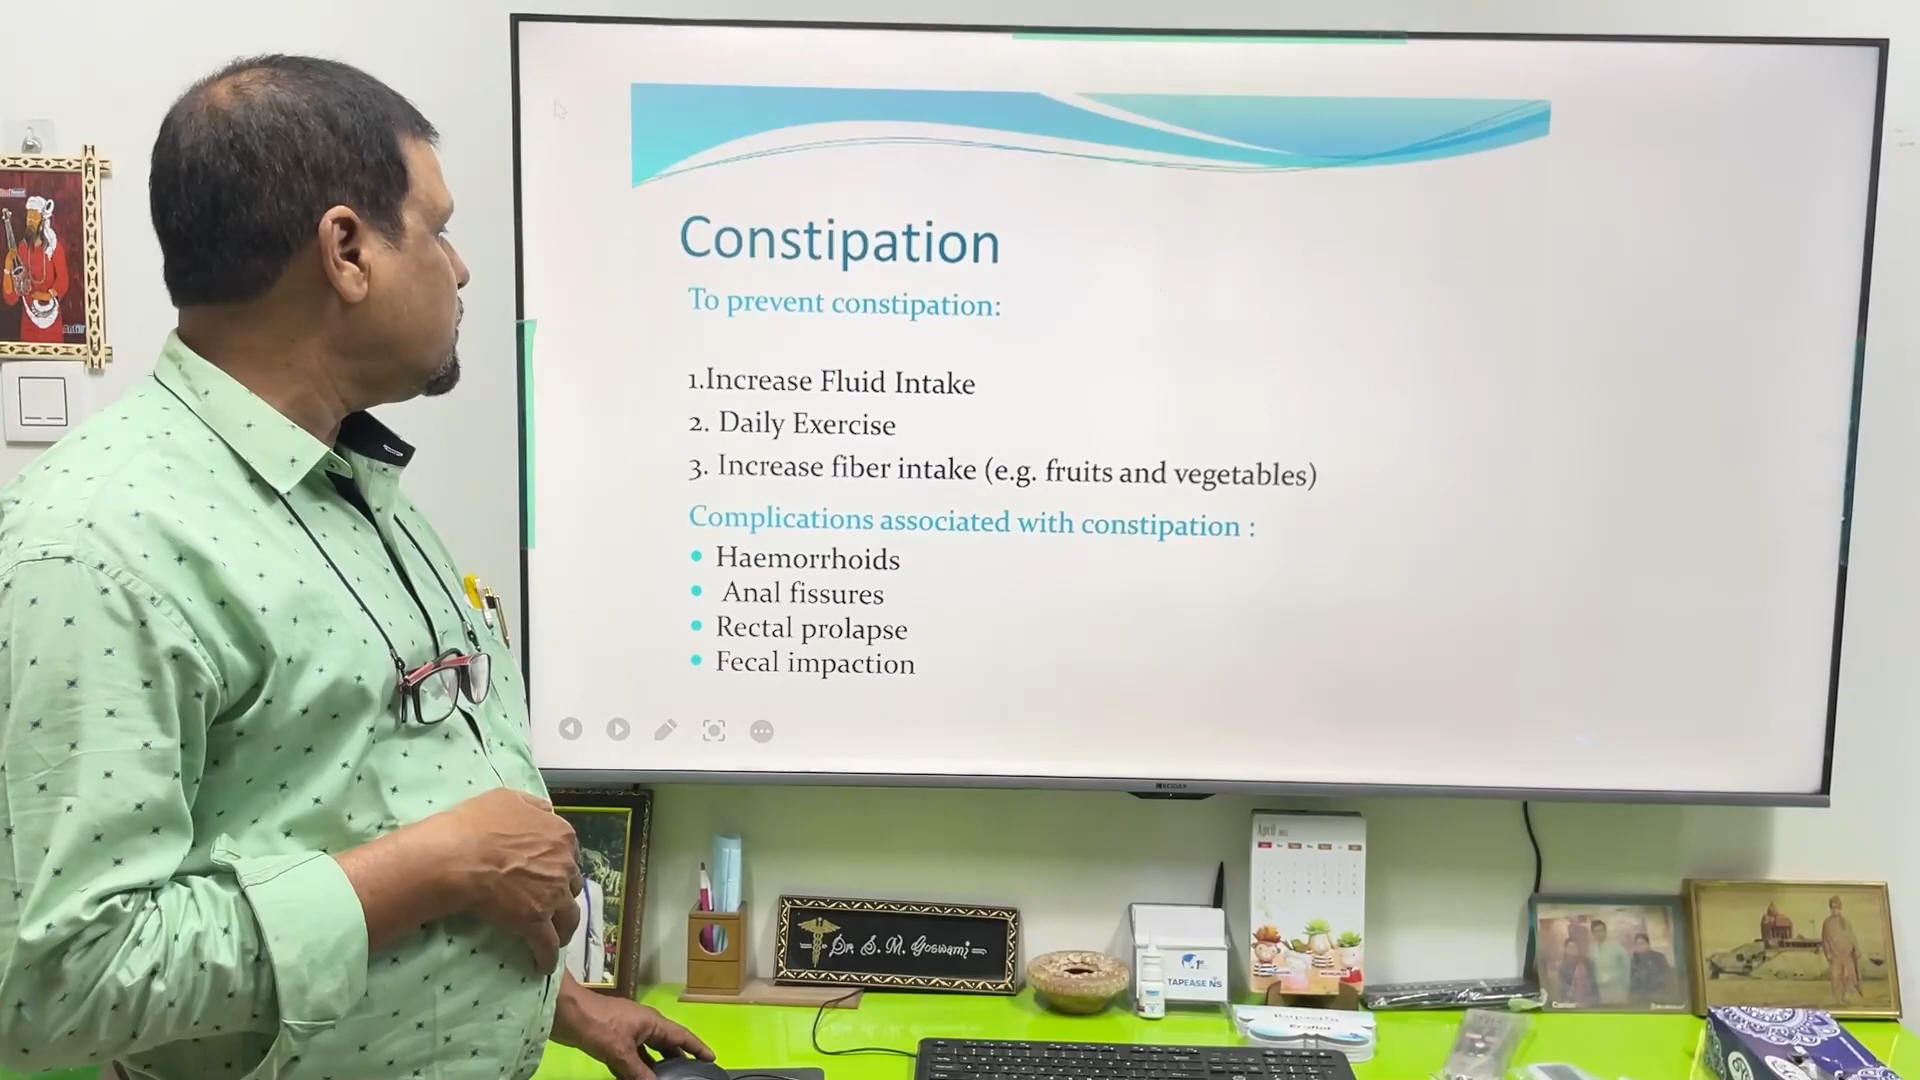 Constipation
To prevent constipation:
1.Increase Fluid Intake
2. Daily Exercise
3. Increase fiber intake (e.g. fruits and vegetables)
Complications associated with constipation :
• Haemorrhoids
• Anal fissures
• Rectal prolapse
• Fecal impaction
April
Dr. S. M. Goswami
TAPEASE NS